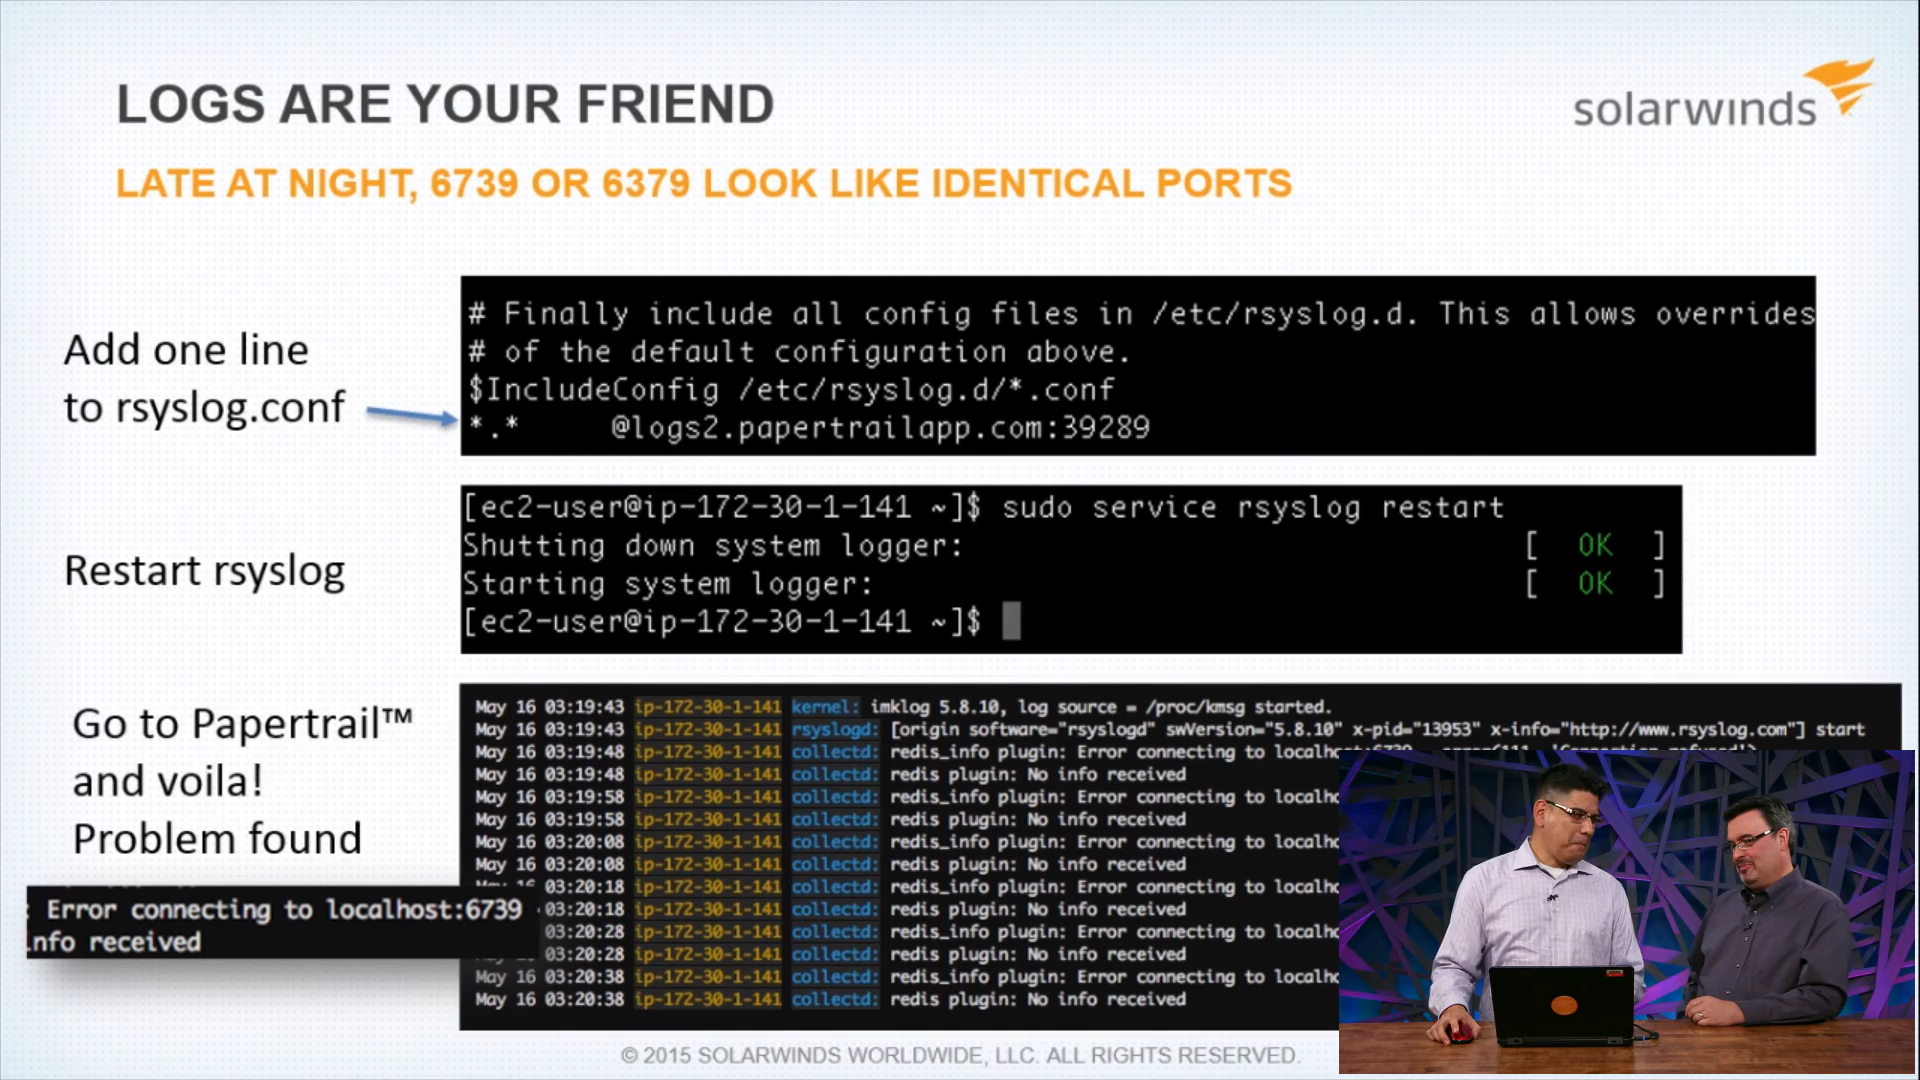 LOGS ARE YOUR FRIEND
solarwinds
LATE AT NIGHT, 6739 OR 6379 LOOK LIKE IDENTICAL PORTS
Add one line
to rsyslog.conf
# Finally include all config files in /etc/rsyslog.d. This allows overrides
# of the default configuration above.
$IncludeConfig /etc/rsyslog.d/*.conf
*.* @logs2.papertrailapp.com:39289
Restart rsyslog
[ec2-user@ip-172-30-1-141 ~]$ sudo service rsyslog restart
Shutting down system logger: [ OK ]
Starting system logger: [ OK ]
[ec2-user@ip-172-30-1-141 ~]$
Go to Papertrail™
and voila!
Problem found
: Error connecting to localhost:6739
info received
May 16 03:19:43 ip-172-30-1-141 kernel: imklog 5.8.10, log source = /proc/kmsg started.
May 16 03:19:43 ip-172-30-1-141 rsyslogd: [origin software="rsyslogd" swVersion="5.8.10" x-pid="13953" x-info="http://www.rsyslog.com"] start
May 16 03:19:48 ip-172-30-1-141 collectd: redis_info plugin: Error connecting to localh
May 16 03:19:48 ip-172-30-1-141 collectd: redis plugin: No info received
May 16 03:19:58 ip-172-30-1-141 collectd: redis_info plugin: Error connecting to localh
May 16 03:19:58 ip-172-30-1-141 collectd: redis plugin: No info received
May 16 03:20:08 ip-172-30-1-141 collectd: redis_info plugin: Error connecting to localh
May 16 03:20:08 ip-172-30-1-141 collectd: redis plugin: No info received
03:20:18 ip-172-30-1-141 collectd: redis_info plugin: Error connecting to localh
03:20:18 ip-172-30-1-141 collectd: redis plugin: No info received
03:20:28 ip-172-30-1-141 collectd: redis_info plugin: Error connecting to localh
03:20:28 ip-172-30-1-141 collectd: redis plugin: No info received
May 16 03:20:38 ip-172-30-1-141 collectd: redis_info plugin: Error connecting to localh
May 16 03:20:38 ip-172-30-1-141 collectd: redis plugin: No info received
© 2015 SOLARWINDS WORLDWIDE, LLC. ALL RIGHTS RESERVED.